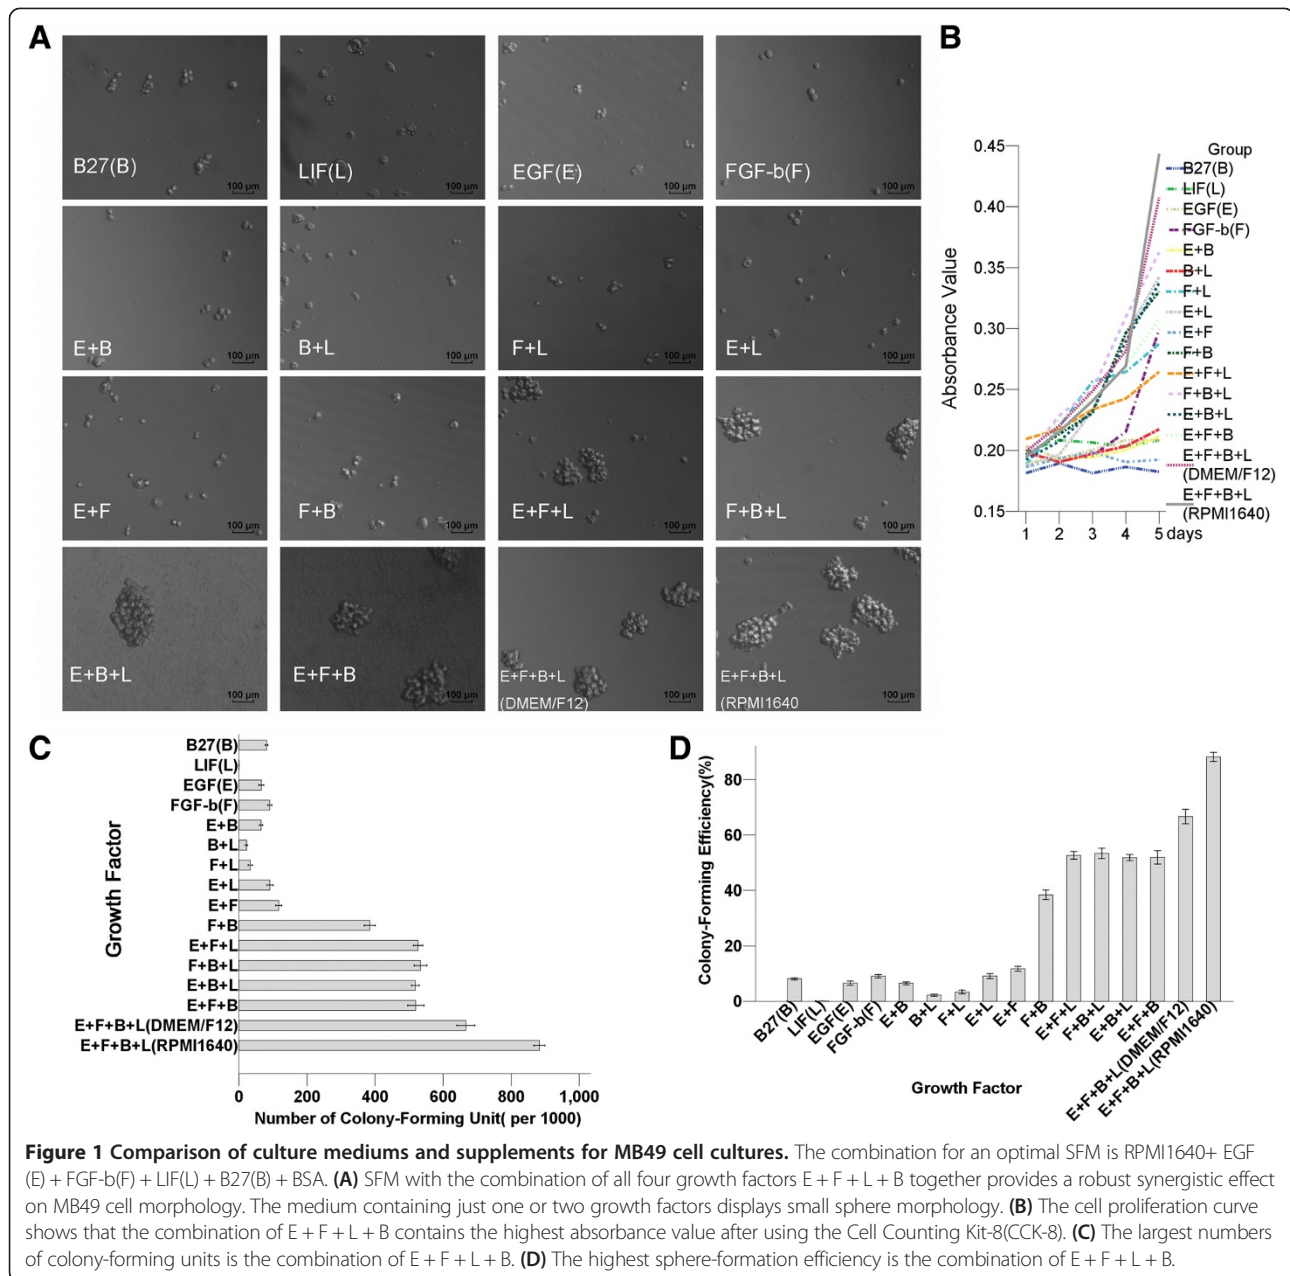 A
B27(B)
100 µm
LIF(L)
100 µm
EGF(E)
100 µm
FGF-b(F)
100 µm
E+B
100 µm
B+L
100 µm
F+L
100 µm
E+L
100 µm
E+F
100 µm
F+B
100 µm
E+F+L
100 µm
F+B+L
100 µm
E+B+L
100 µm
E+F+B
100 µm
E+F+B+L
(DMEM/F12)
100 µm
E+F+B+L
(RPMI1640
100 µm
B
Absorbance Value
0.45
0.40
0.35
0.30
0.25
0.20
0.15
1 2 3 4 5 days
Group
B27(B)
LIF(L)
EGF(E)
FGF-b(F)
E+B
B+L
F+L
E+L
E+F
F+B
E+F+L
F+B+L
E+B+L
E+F+B
E+F+B+L
(DMEM/F12)
E+F+B+L
(RPMI1640)
C
Growth Factor
B27(B)
LIF(L)
EGF(E)
FGF-b(F)
E+B
B+L
F+L
E+L
E+F
F+B
E+F+L
F+B+L
E+B+L
E+F+B
E+F+B+L(DMEM/F12)
E+F+B+L(RPMI1640)
0 200 400 600 800 1,000
Number of Colony-Forming Unit( per 1000)
D
Colony-Forming Efficiency(%)
80
60
40
20
0
B27(B)
LIF(L)
EGF(E)
FGF-b(F)
E+B
B+L
F+L
E+L
E+F
F+B
E+F+L
F+B+L
E+B+L
E+F+B
E+F+B+L(DMEM/F12)
E+F+B+L(RPMI1640)
Growth Factor
Figure 1 Comparison of culture mediums and supplements for MB49 cell cultures. The combination for an optimal SFM is RPMI1640+ EGF
(E) + FGF-b(F) + LIF(L) + B27(B) + BSA. (A) SFM with the combination of all four growth factors E + F + L + B together provides a robust synergistic effect
on MB49 cell morphology. The medium containing just one or two growth factors displays small sphere morphology. (B) The cell proliferation curve
shows that the combination of E + F + L + B contains the highest absorbance value after using the Cell Counting Kit-8(CCK-8). (C) The largest numbers
of colony-forming units is the combination of E + F + L + B. (D) The highest sphere-formation efficiency is the combination of E + F + L + B.